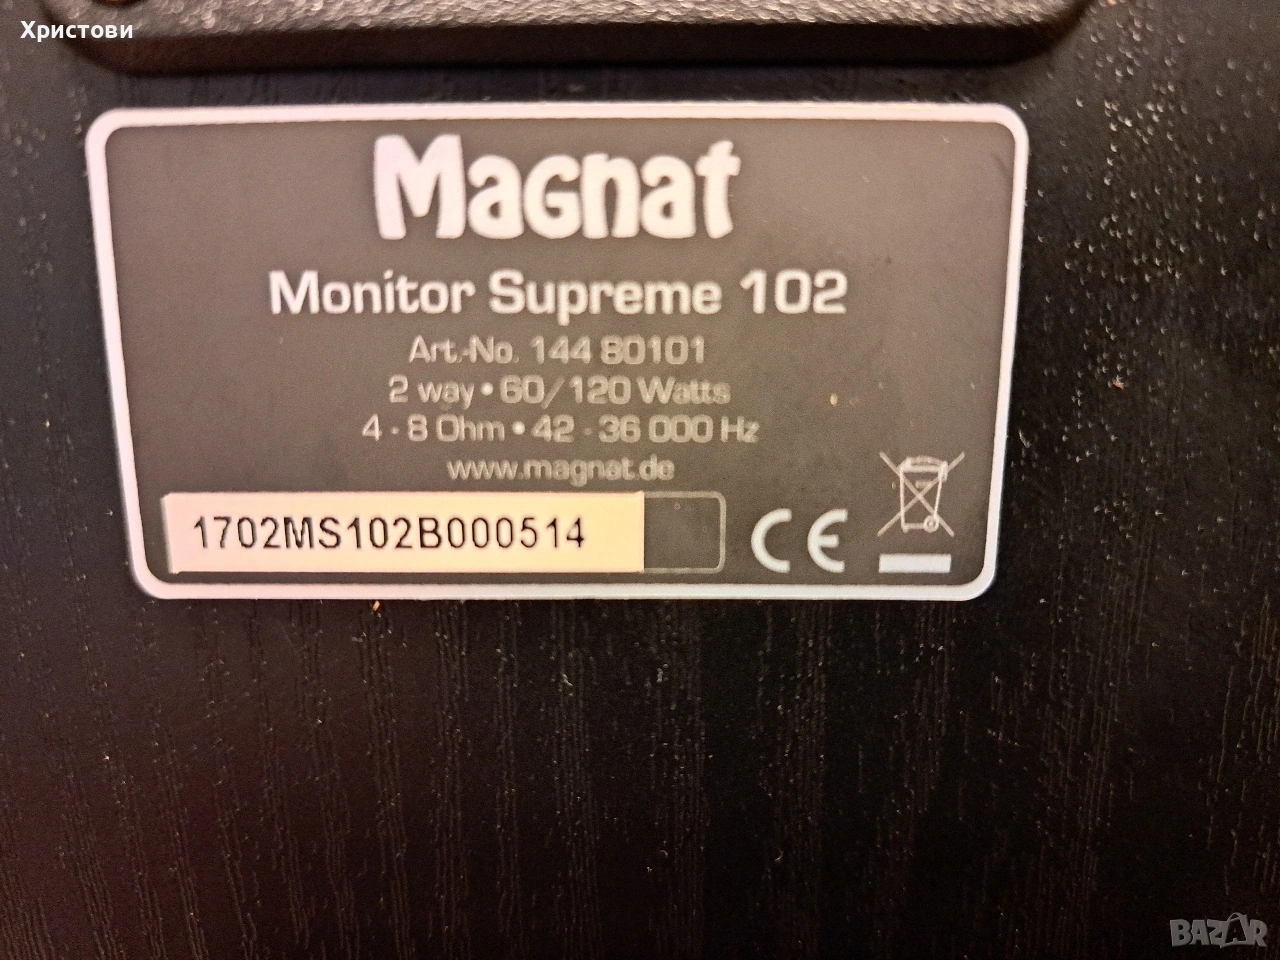 Христови
Magnat
Monitor Supreme 102
Art.-No. 144 80101
2 way • 60/120 Watts
4 - 8 Ohm • 42 - 36 000 Hz
www.magnat.de
1702MS102B000514
CE
BAZAR